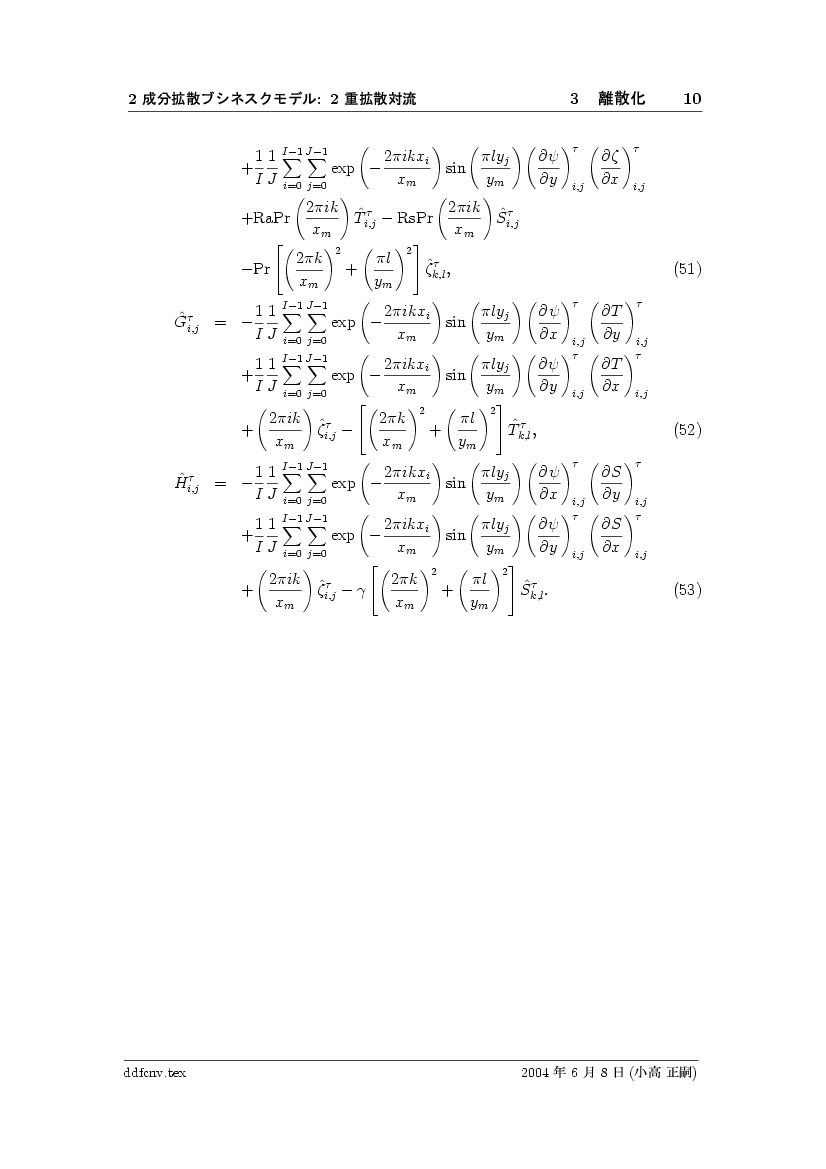 2 成分拡散ブシネスクモデル: 2 重拡散対流 3 離散化 10
$+\frac{1}{I}\frac{1}{J}\sum_{i=0}^{I-1}\sum_{j=0}^{J-1}\exp\left(-\frac{2\pi ikx_i}{x_m}\right)\sin\left(\frac{\pi ly_j}{y_m}\right)\left(\frac{\partial\psi}{\partial y}\right)_{i,j}^{\tau}\left(\frac{\partial\zeta}{\partial x}\right)_{i,j}^{\tau}$
$+\mathrm{RaPr}\left(\frac{2\pi ik}{x_m}\right)\hat{T}_{i,j}^{\tau}-\mathrm{RsPr}\left(\frac{2\pi ik}{x_m}\right)\hat{S}_{i,j}^{\tau}$
$-\mathrm{Pr}\left[\left(\frac{2\pi k}{x_m}\right)^2+\left(\frac{\pi l}{y_m}\right)^2\right]\hat{\zeta}_{k,l}^{\tau},$ (51)
$\hat{G}_{i,j}^{\tau} = -\frac{1}{I}\frac{1}{J}\sum_{i=0}^{I-1}\sum_{j=0}^{J-1}\exp\left(-\frac{2\pi ikx_i}{x_m}\right)\sin\left(\frac{\pi ly_j}{y_m}\right)\left(\frac{\partial\psi}{\partial x}\right)_{i,j}^{\tau}\left(\frac{\partial T}{\partial y}\right)_{i,j}^{\tau}$
$+\frac{1}{I}\frac{1}{J}\sum_{i=0}^{I-1}\sum_{j=0}^{J-1}\exp\left(-\frac{2\pi ikx_i}{x_m}\right)\sin\left(\frac{\pi ly_j}{y_m}\right)\left(\frac{\partial\psi}{\partial y}\right)_{i,j}^{\tau}\left(\frac{\partial T}{\partial x}\right)_{i,j}^{\tau}$
$+\left(\frac{2\pi ik}{x_m}\right)\hat{\zeta}_{i,j}^{\tau}-\left[\left(\frac{2\pi k}{x_m}\right)^2+\left(\frac{\pi l}{y_m}\right)^2\right]\hat{T}_{k,l}^{\tau},$ (52)
$\hat{H}_{i,j}^{\tau} = -\frac{1}{I}\frac{1}{J}\sum_{i=0}^{I-1}\sum_{j=0}^{J-1}\exp\left(-\frac{2\pi ikx_i}{x_m}\right)\sin\left(\frac{\pi ly_j}{y_m}\right)\left(\frac{\partial\psi}{\partial x}\right)_{i,j}^{\tau}\left(\frac{\partial S}{\partial y}\right)_{i,j}^{\tau}$
$+\frac{1}{I}\frac{1}{J}\sum_{i=0}^{I-1}\sum_{j=0}^{J-1}\exp\left(-\frac{2\pi ikx_i}{x_m}\right)\sin\left(\frac{\pi ly_j}{y_m}\right)\left(\frac{\partial\psi}{\partial y}\right)_{i,j}^{\tau}\left(\frac{\partial S}{\partial x}\right)_{i,j}^{\tau}$
$+\left(\frac{2\pi ik}{x_m}\right)\hat{\zeta}_{i,j}^{\tau}-\gamma\left[\left(\frac{2\pi k}{x_m}\right)^2+\left(\frac{\pi l}{y_m}\right)^2\right]\hat{S}_{k,l}^{\tau}.$ (53)
ddfcnv.tex 2004 年 6 月 8 日 (小高 正嗣)